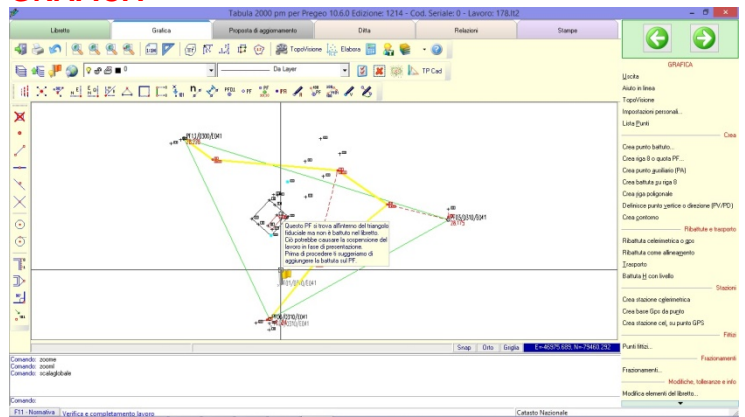 GRAFICA
Tabula 2000 pm per Pregeo 10.6.0 Edizione: 1214 - Cod. Seriale: 0 - Lavoro: 178.lt2
Libretto Grafica Proposta di aggiornamento Ditta Relazioni Stampe
TopoVisione Elabora
0 Da Layer TP Cad
GRAFICA
Uscita
Aiuto in linea
TopoVisione
Impostazioni personali...
Lista Punti
Crea
Crea punto battuto...
Crea riga 8 o quota PF...
Crea punto ausiliario (PA)
Crea battuta su riga 8
Crea riga poligonale
Definisce punto vertice o direzione (PV/PD)
Crea contorno
Ribattute e trasporto
Ribattuta celerimetrica o gps
Ribattuta come allineamento
Trasporto
Battuta H con livello
Stazioni
Crea stazione celerimetrica
Crea base Gps da punto
Crea stazione cel. su punto GPS
Fittizi
Punti fittizi...
Frazionamenti
Frazionamenti...
Modifiche, tolleranze e info
Modifica elementi del libretto...
Questo PF si trova all'interno del triangolo
fiduciale ma non è battuto nel libretto.
Ciò potrebbe causare la sospensione del
lavoro in fase di presentazione.
Prima di procedere ti suggeriamo di
aggiungere la battuta sul PF.
Snap Orto Griglia E=-46975.689, N=-79460.292
Comando: zoome
Comando: zooml
Comando: scalaglobale
Comando:
F11 - Normativa Verifica e completamento lavoro Catasto Nazionale